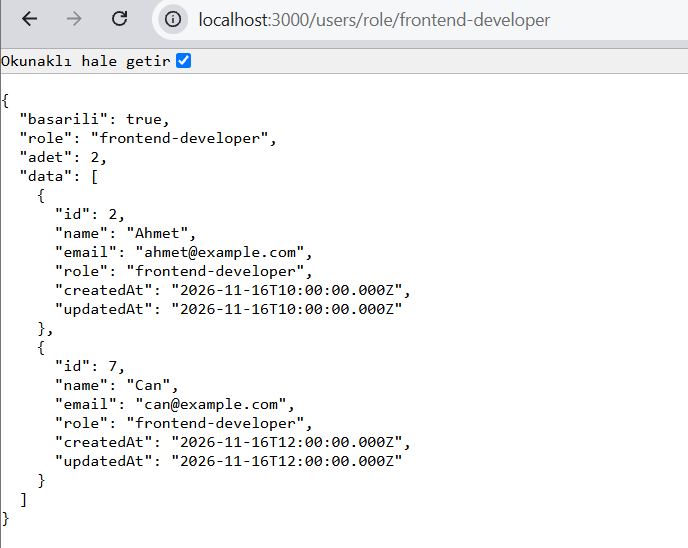 localhost:3000/users/role/frontend-developer
Okunaklı hale getir
{
  "basarili": true,
  "role": "frontend-developer",
  "adet": 2,
  "data": [
    {
      "id": 2,
      "name": "Ahmet",
      "email": "ahmet@example.com",
      "role": "frontend-developer",
      "createdAt": "2026-11-16T10:00:00.000Z",
      "updatedAt": "2026-11-16T10:00:00.000Z"
    },
    {
      "id": 7,
      "name": "Can",
      "email": "can@example.com",
      "role": "frontend-developer",
      "createdAt": "2026-11-16T12:00:00.000Z",
      "updatedAt": "2026-11-16T12:00:00.000Z"
    }
  ]
}